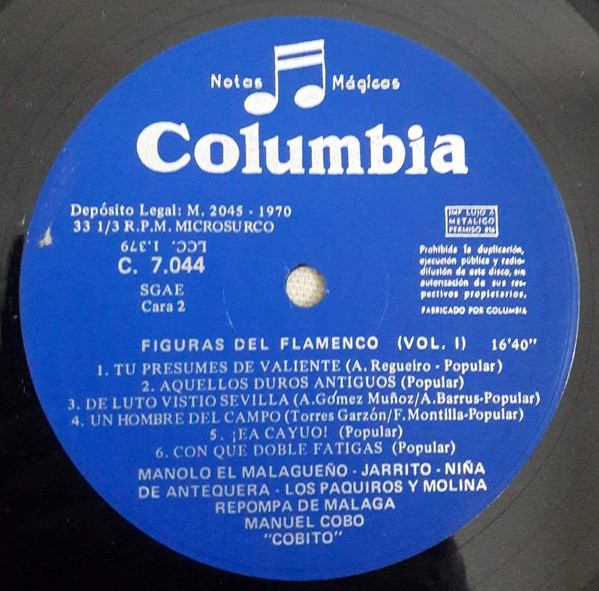 Notas Mágicas
Columbia
Depósito Legal: M. 2045 - 1970
33 1/3 R.P.M. MICROSURCO
LCC. 1.379
C. 7.044
SGAE
Cara 2
IMP LUJO A
METALICO
PERMISO 816
Prohibida la duplicación,
ejecución pública y radio-
difusión de este disco, sin
autorización de sus res-
pectivos propietarios.
FABRICADO POR COLUMBIA
FIGURAS DEL FLAMENCO (VOL. I) 16'40"
1. TU PRESUMES DE VALIENTE (A. Regueiro - Popular)
2. AQUELLOS DUROS ANTIGUOS (Popular)
3. DE LUTO VISTIO SEVILLA (A.Gómez Muñoz/A.Barrus-Popular)
4. UN HOMBRE DEL CAMPO (Torres Garzón/F.Montilla-Popular)
5. ¡EA CAYUO! (Popular)
6. CON QUE DOBLE FATIGAS (Popular)
MANOLO EL MALAGUEÑO - JARRITO - NIÑA
DE ANTEQUERA - LOS PAQUIROS Y MOLINA
REPOMPA DE MALAGA
MANUEL COBO
"COBITO"